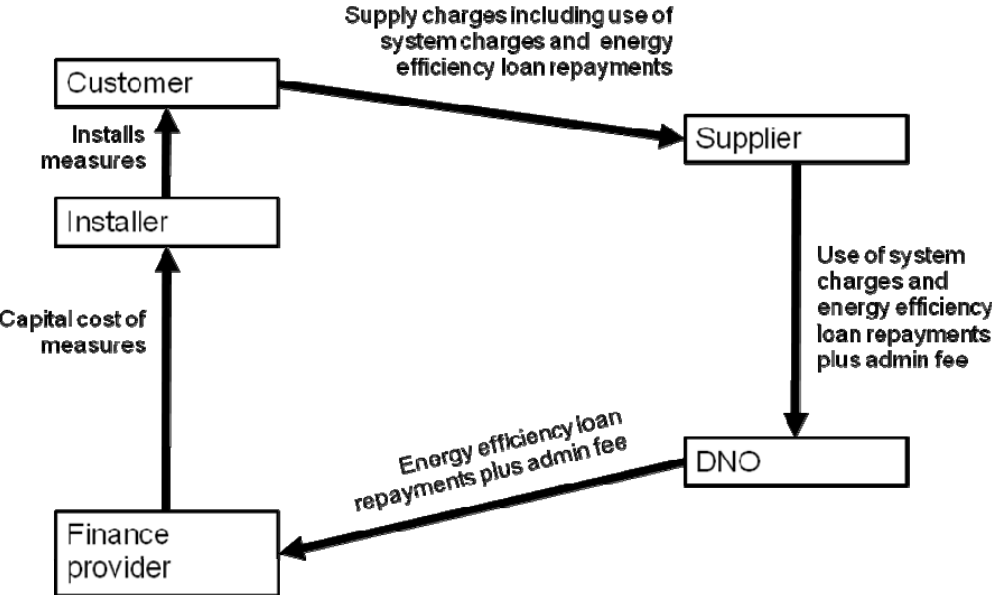 Supply charges including use of
system charges and energy
efficiency loan repayments
Customer
Supplier
Installs
measures
Installer
Use of system
charges and
energy efficiency
loan repayments
plus admin fee
Capital cost of
measures
Energy efficiency loan
repayments plus admin fee
DNO
Finance
provider